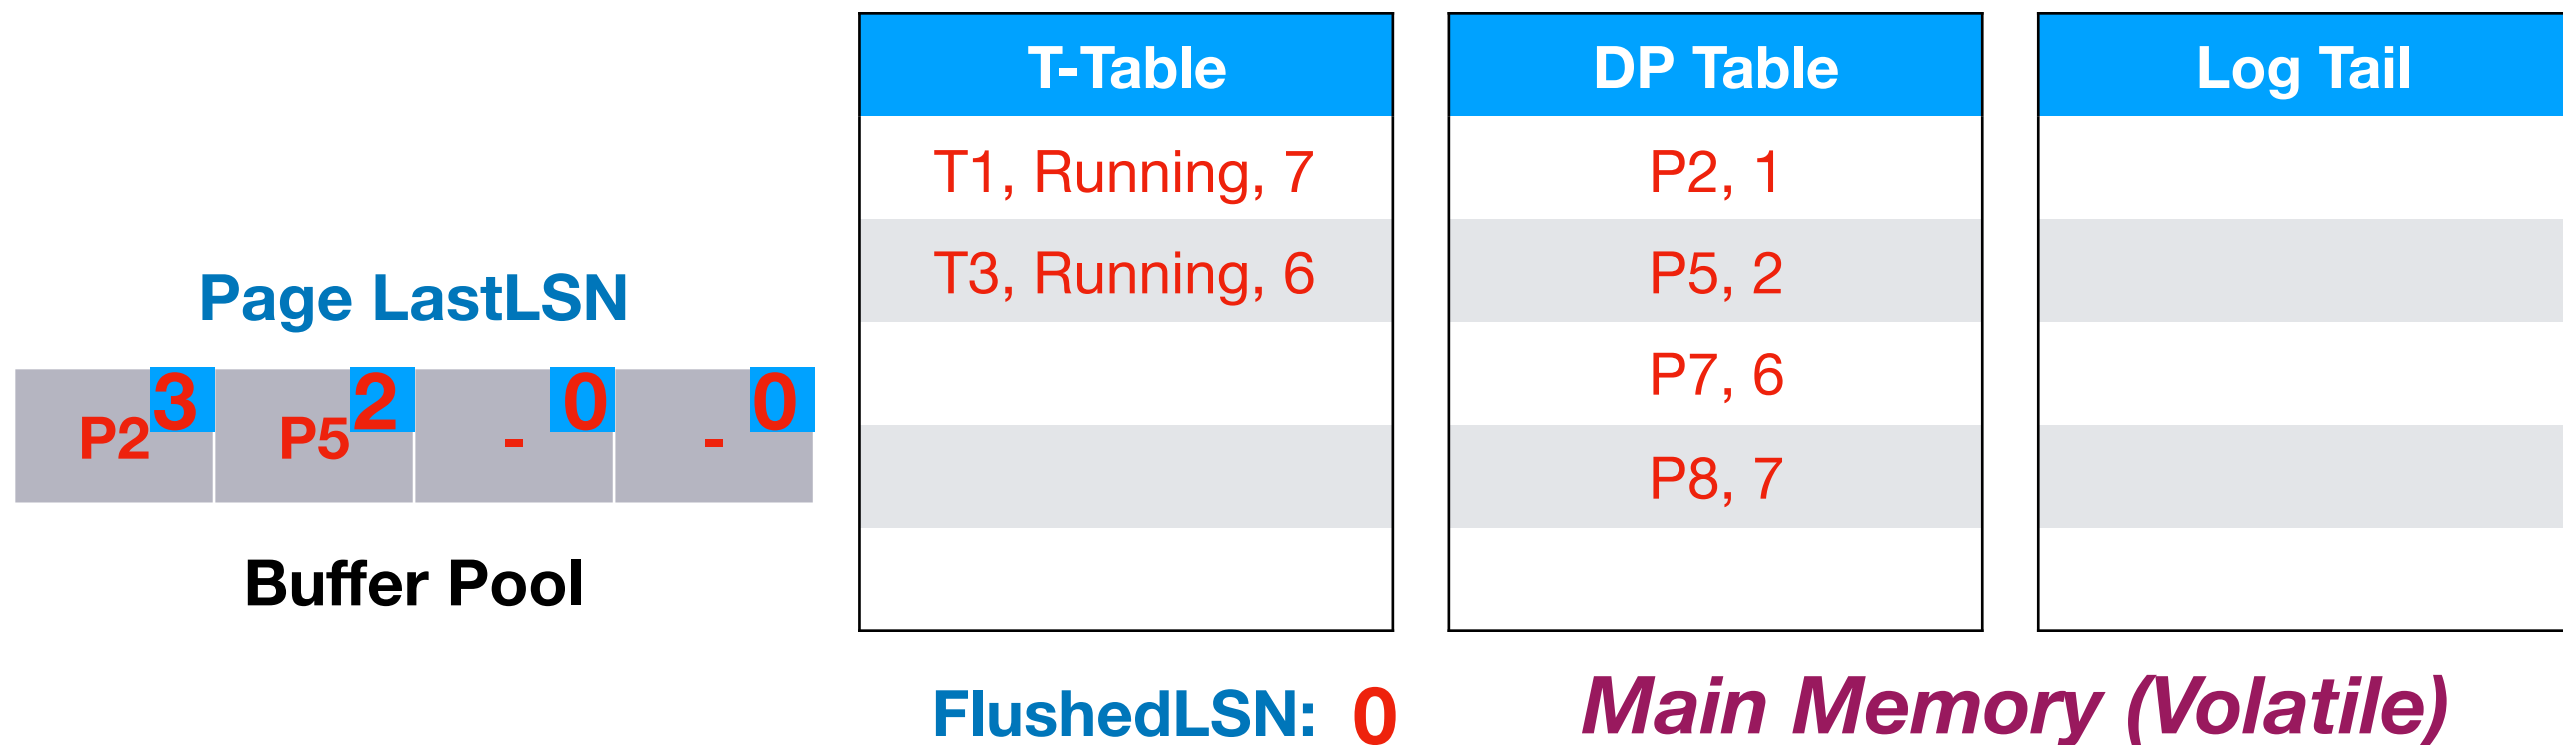 T-Table
T1, Running, 7
T3, Running, 6
DP Table
P2, 1
P5, 2
P7, 6
P8, 7
Log Tail
Page LastLSN
P2 3 P5 2 - 0 - 0
Buffer Pool
FlushedLSN: 0
Main Memory (Volatile)